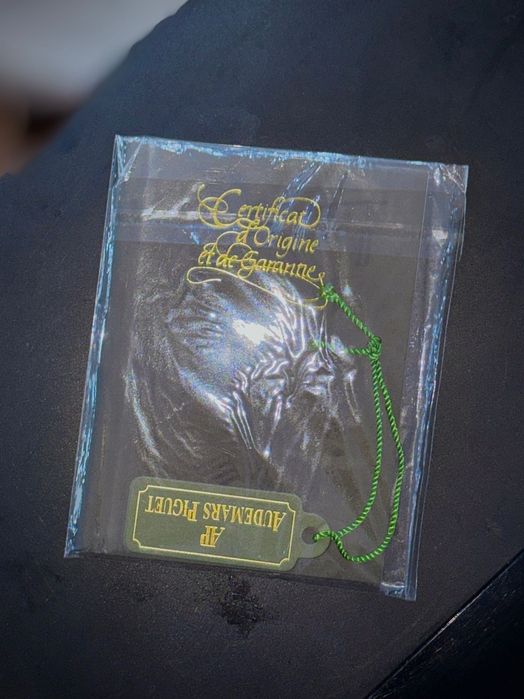 Certificat
d'Origine
et de Garantie
AP
AUDEMARS PIGUET